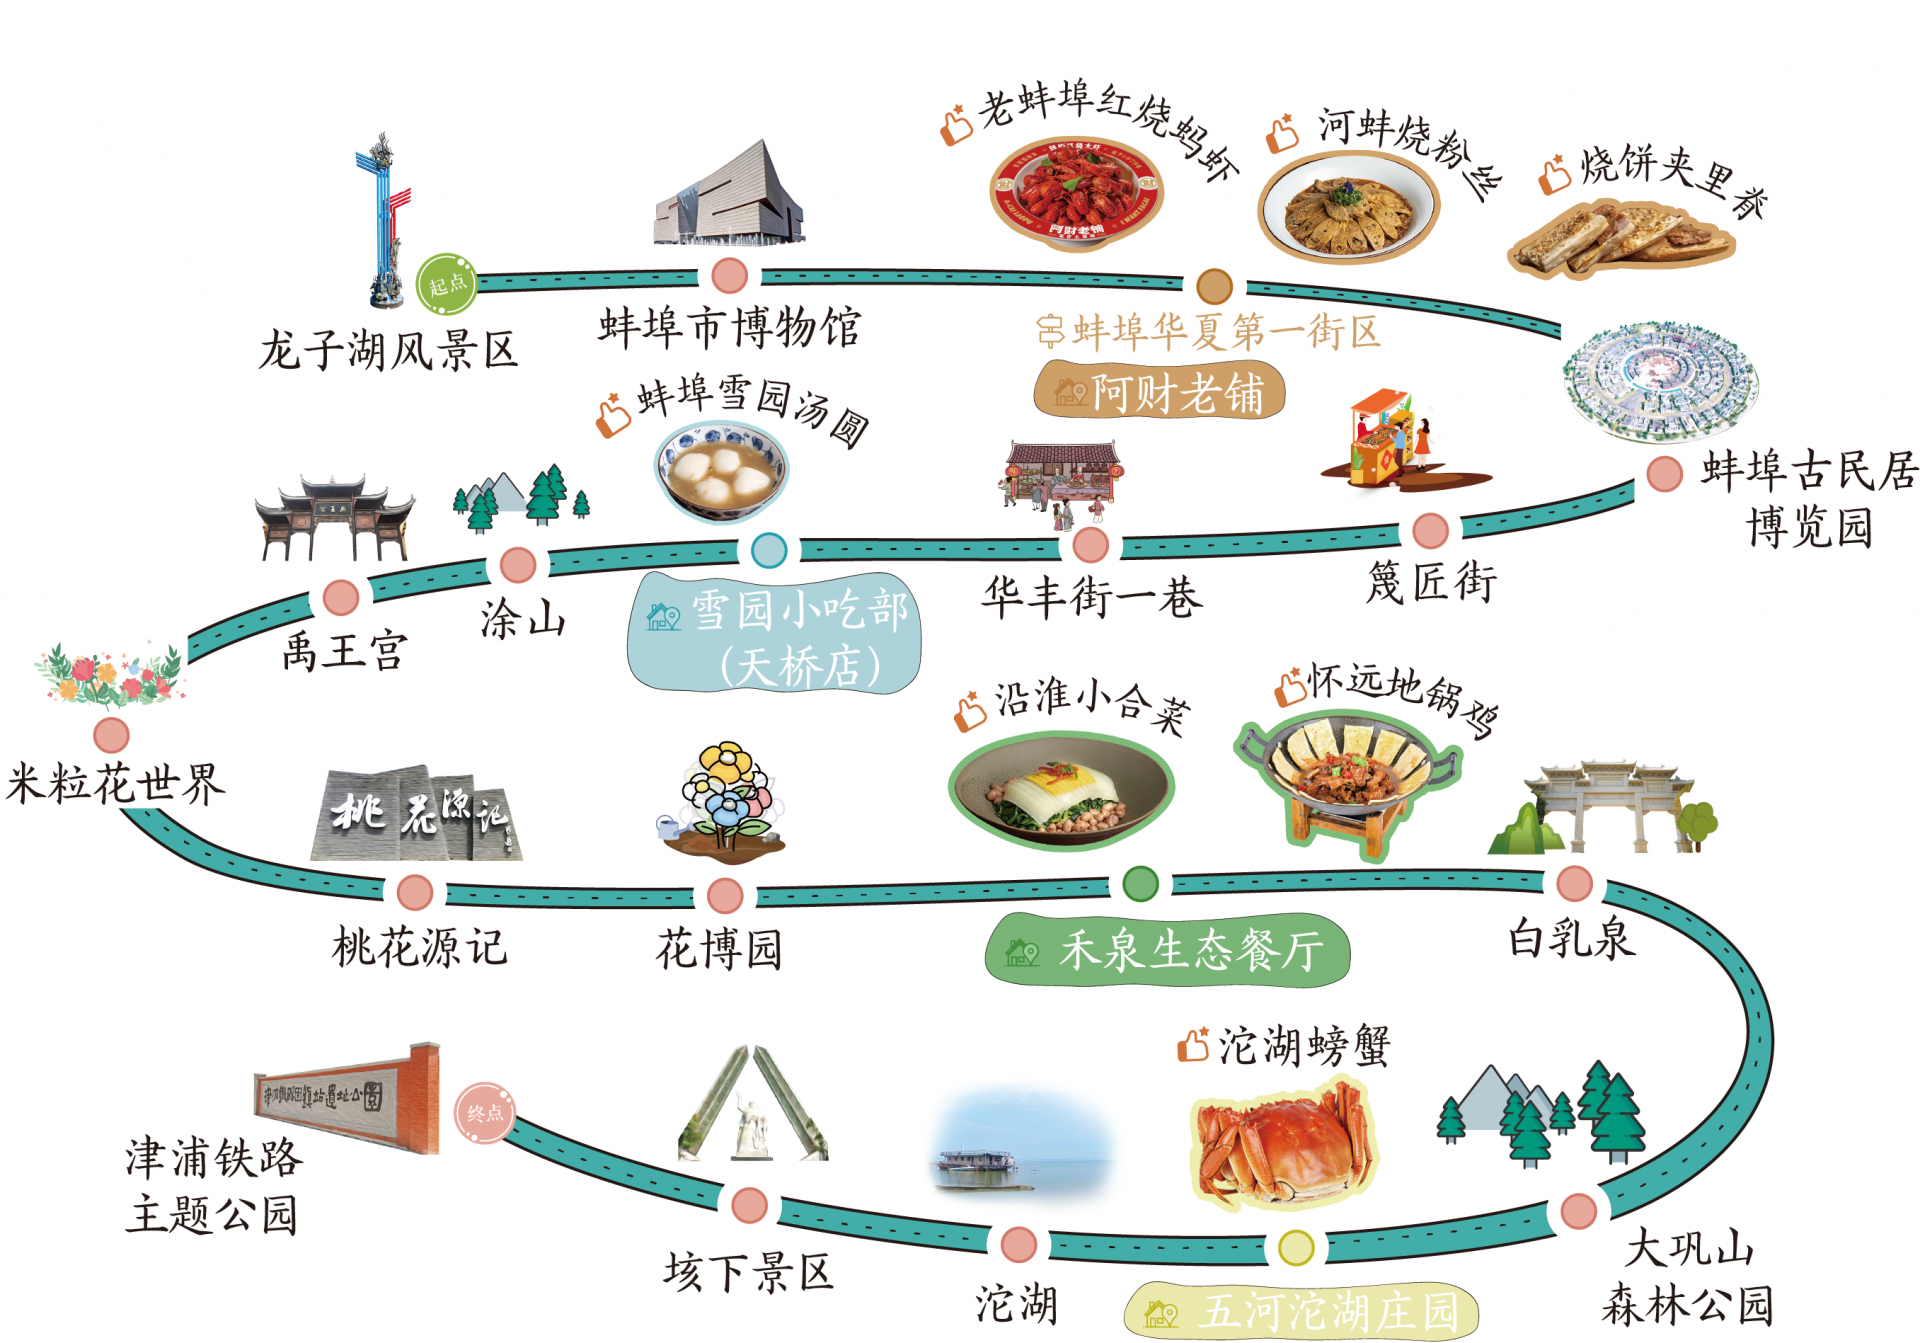 老蚌埠红烧蚂虾
河蚌烧粉丝
烧饼夹里脊
阿财老铺
起点
龙子湖风景区
蚌埠市博物馆
蚌埠华夏第一街区
阿财老铺
蚌埠古民居
博览园
蚌埠雪园汤圆
禹王宫
涂山
雪园小吃部
(天桥店)
华丰街一巷
篾匠街
米粒花世界
沿淮小合菜
怀远地锅鸡
桃花源记
桃花源记
花博园
禾泉生态餐厅
白乳泉
沱湖螃蟹
终点
津浦铁路
主题公园
垓下景区
沱湖
五河沱湖庄园
大巩山
森林公园